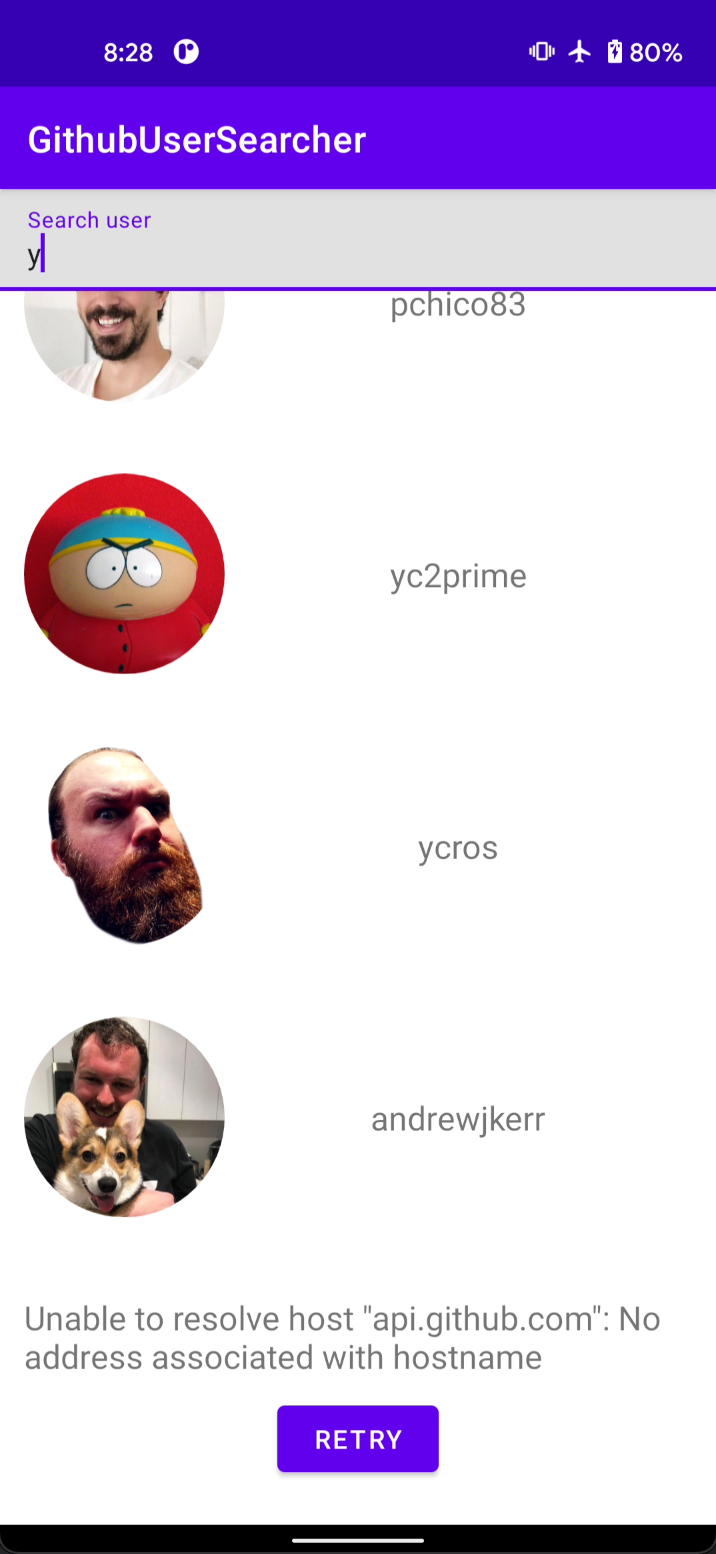 8:28 80%
GithubUserSearcher
Search user
y
pchico83
yc2prime
ycros
andrewjkerr
Unable to resolve host "api.github.com": No
address associated with hostname
RETRY